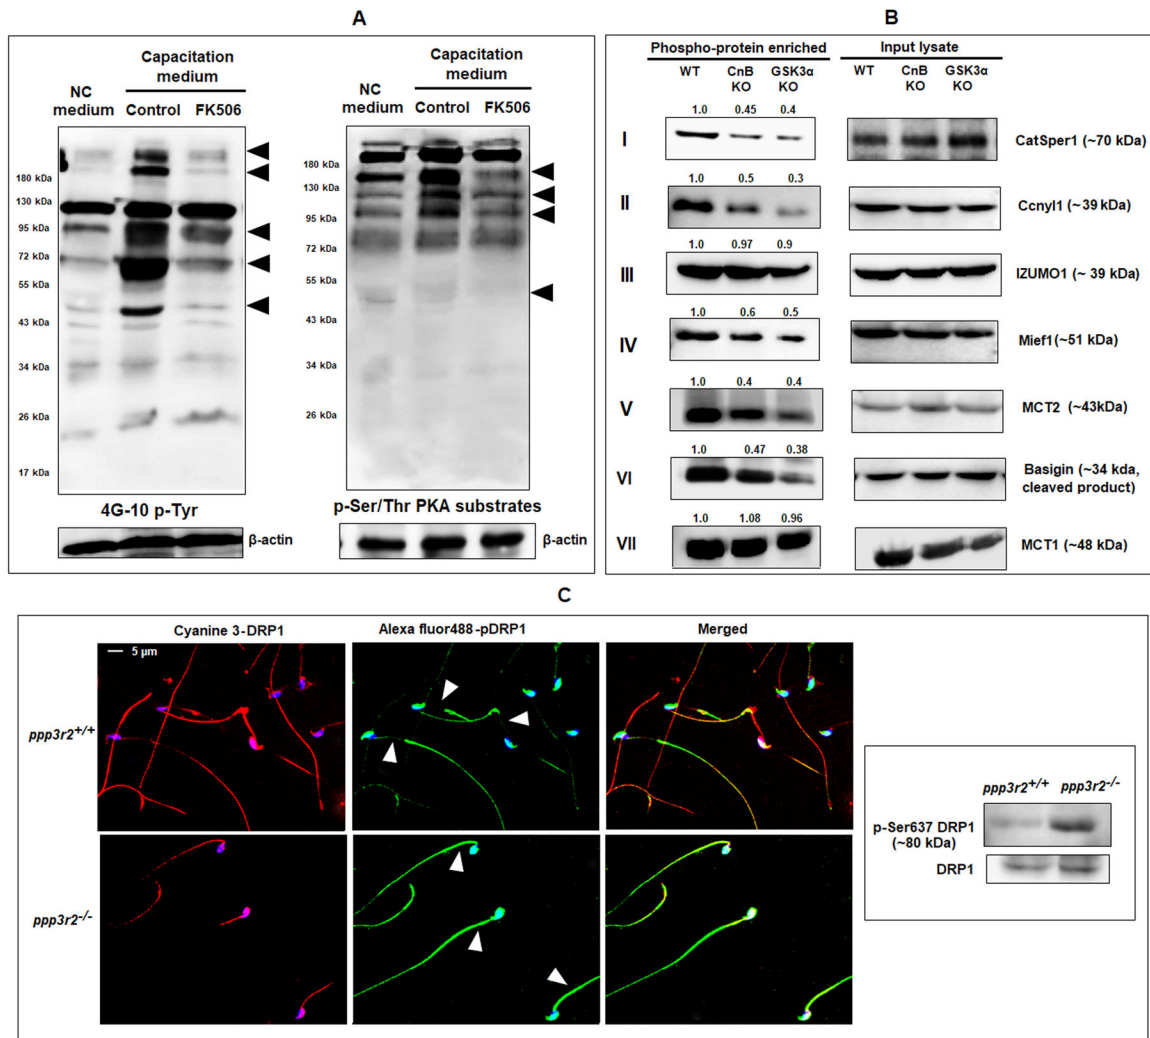 A
Capacitation
medium
NC
medium
Control
FK506
180 kDa
130 kDa
95 kDa
72 kDa
55 kDa
43 kDa
34 kDa
26 kDa
17 kDa
4G-10 p-Tyr
β-actin
Capacitation
medium
NC
medium
Control
FK506
180 kDa
130 kDa
95 kDa
72 kDa
55 kDa
43 kDa
34 kDa
26 kDa
p-Ser/Thr PKA substrates
β-actin
B
Phospho-protein enriched
Input lysate
WT CnB KO GSK3α KO
WT CnB KO GSK3α KO
1.0 0.45 0.4
I CatSper1 (~70 kDa)
1.0 0.5 0.3
II Ccnyl1 (~ 39 kDa)
1.0 0.97 0.9
III IZUMO1 (~ 39 kDa)
1.0 0.6 0.5
IV Mief1 (~51 kDa)
1.0 0.4 0.4
V MCT2 (~43kDa)
1.0 0.47 0.38
VI Basigin (~34 kda,
cleaved product)
1.0 1.08 0.96
VII MCT1 (~48 kDa)
C
Cyanine 3-DRP1
Alexa fluor488-pDRP1
Merged
5 µm
ppp3r2+/+
ppp3r2-/-
ppp3r2+/+ ppp3r2-/-
p-Ser637 DRP1
(~80 kDa)
DRP1